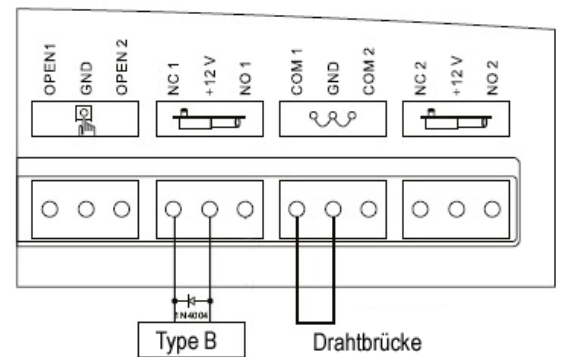 OPEN1 GND OPEN 2 NC 1 +12 V NO 1 COM 1 GND COM 2 NC 2 +12 V NO 2
1N4004
Type B Drahtbrücke